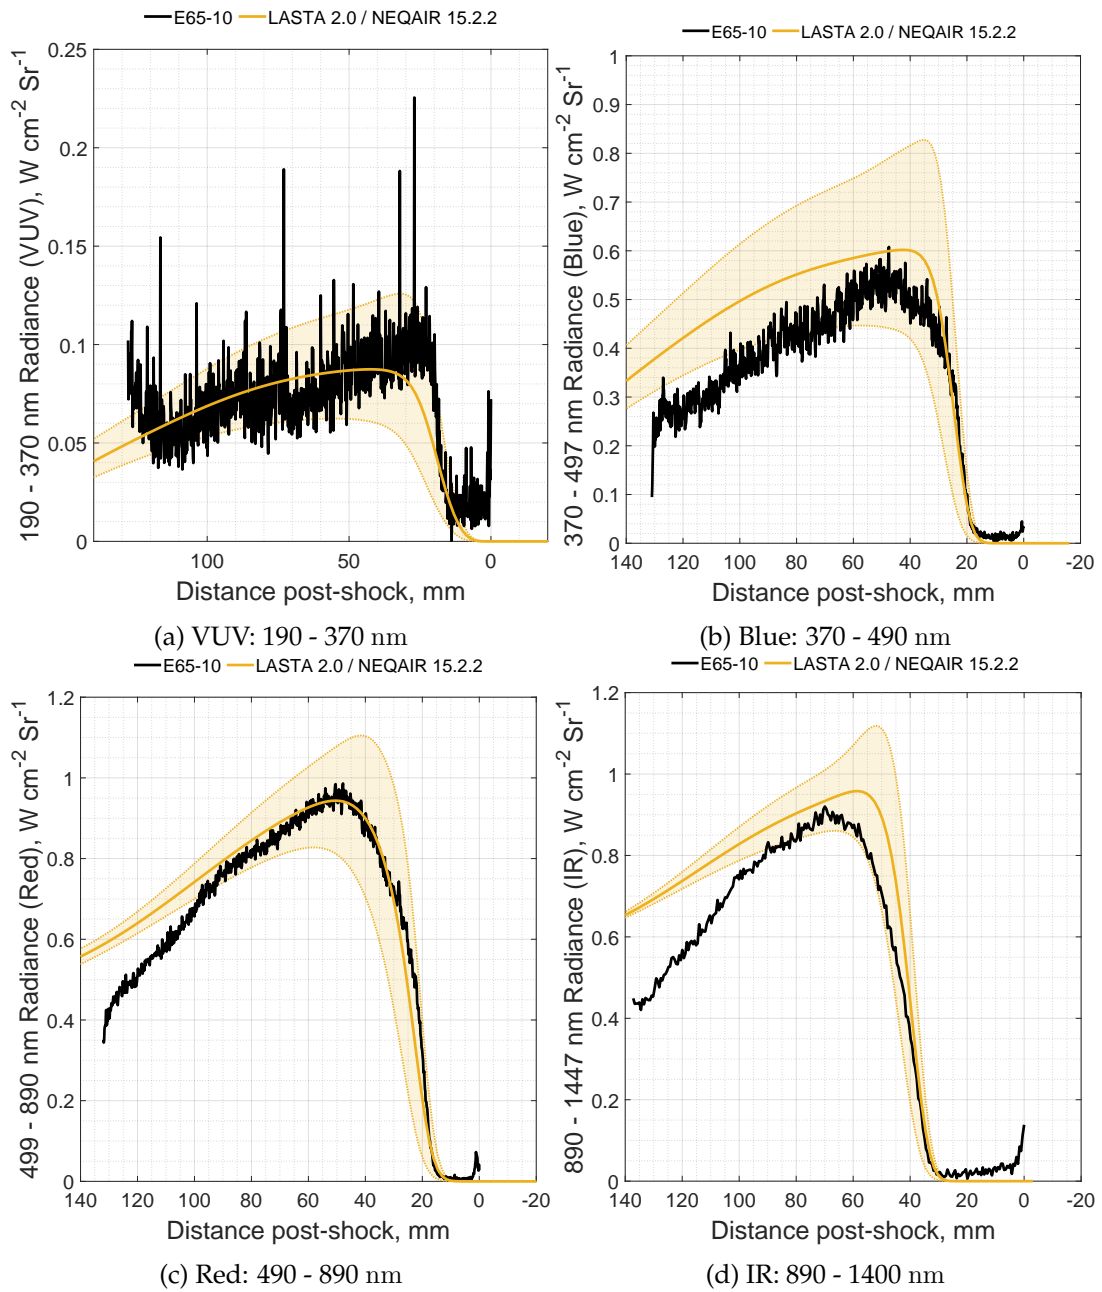 E65-10 LASTA 2.0 / NEQAIR 15.2.2
0.25
0.2
0.15
0.1
0.05
0
100 50 0
190 - 370 nm Radiance (VUV), W cm-2 Sr-1
Distance post-shock, mm
(a) VUV: 190 - 370 nm
E65-10 LASTA 2.0 / NEQAIR 15.2.2
1
0.9
0.8
0.7
0.6
0.5
0.4
0.3
0.2
0.1
0
140 120 100 80 60 40 20 0 -20
370 - 497 nm Radiance (Blue), W cm-2 Sr-1
Distance post-shock, mm
(b) Blue: 370 - 490 nm
E65-10 LASTA 2.0 / NEQAIR 15.2.2
1.2
1
0.8
0.6
0.4
0.2
0
140 120 100 80 60 40 20 0 -20
499 - 890 nm Radiance (Red), W cm-2 Sr-1
Distance post-shock, mm
(c) Red: 490 - 890 nm
E65-10 LASTA 2.0 / NEQAIR 15.2.2
1.2
1
0.8
0.6
0.4
0.2
0
140 120 100 80 60 40 20 0 -20
890 - 1447 nm Radiance (IR), W cm-2 Sr-1
Distance post-shock, mm
(d) IR: 890 - 1400 nm